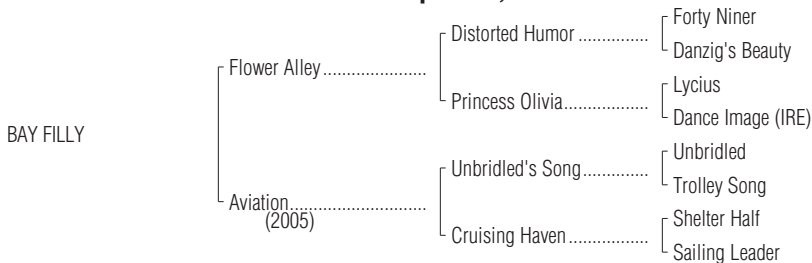 Forty Niner
Distorted Humor ...............
Danzig's Beauty
Flower Alley ......................
Lycius
Princess Olivia ..................
Dance Image (IRE)
BAY FILLY
Unbridled
Unbridled's Song ..............
Trolley Song
Aviation .............................
(2005)
Shelter Half
Cruising Haven .................
Sailing Leader